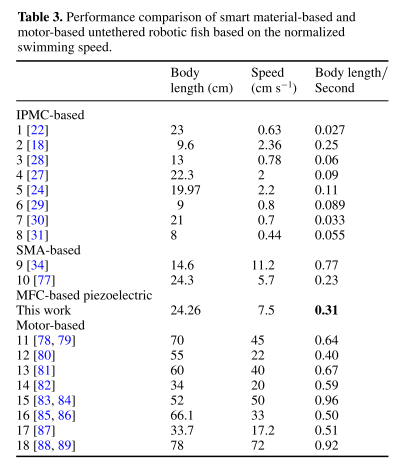 Table 3. Performance comparison of smart material-based and
motor-based untethered robotic fish based on the normalized
swimming speed.
Body length (cm) Speed (cm s−1) Body length/Second
IPMC-based
1 [22] 23 0.63 0.027
2 [18] 9.6 2.36 0.25
3 [28] 13 0.78 0.06
4 [27] 22.3 2 0.09
5 [24] 19.97 2.2 0.11
6 [29] 9 0.8 0.089
7 [30] 21 0.7 0.033
8 [31] 8 0.44 0.055
SMA-based
9 [34] 14.6 11.2 0.77
10 [77] 24.3 5.7 0.23
MFC-based piezoelectric
This work 24.26 7.5 0.31
Motor-based
11 [78, 79] 70 45 0.64
12 [80] 55 22 0.40
13 [81] 60 40 0.67
14 [82] 34 20 0.59
15 [83, 84] 52 50 0.96
16 [85, 86] 66.1 33 0.50
17 [87] 33.7 17.2 0.51
18 [88, 89] 78 72 0.92